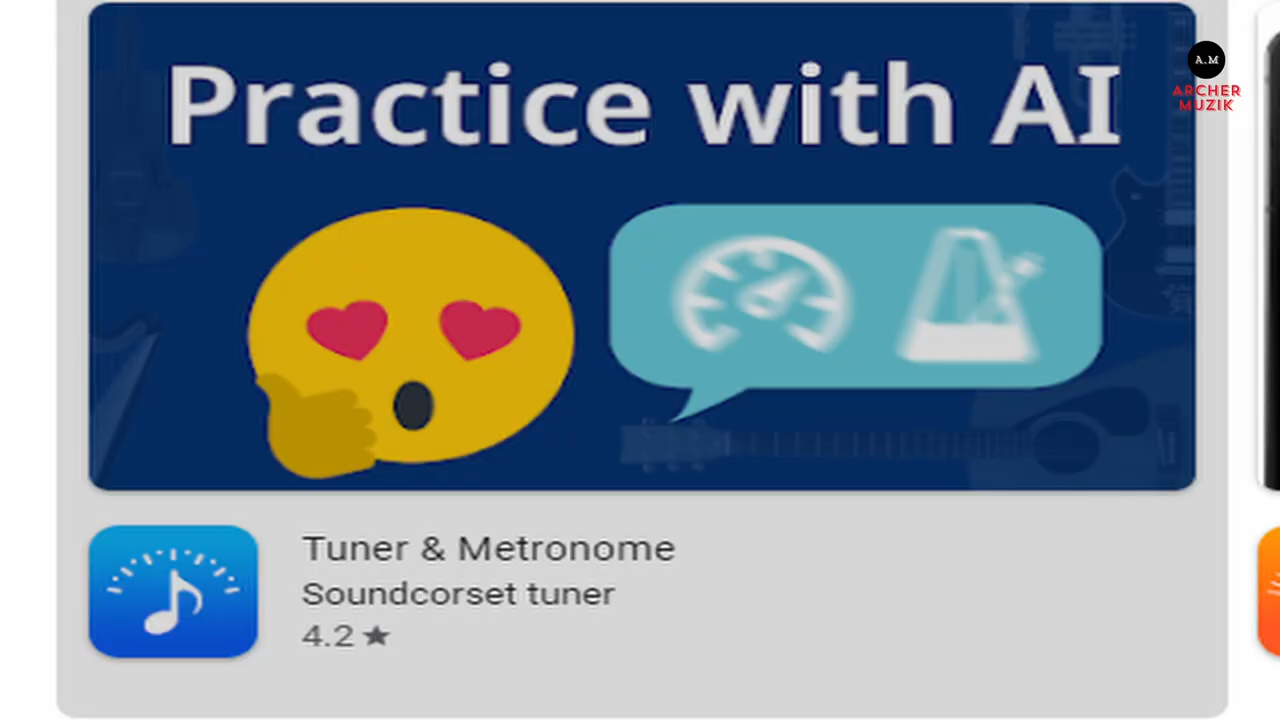 Practice with AI
A.M
ARCHER
MUZIK
Tuner & Metronome
Soundcorset tuner
4.2 ★